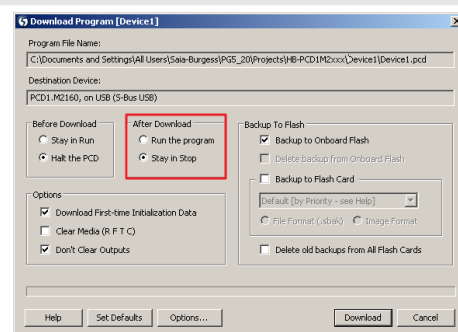 Download Program [Device1]
Program File Name:
C:\Documents and Settings\All Users\Saia-Burgess\PG5_20\Projects\HB-PCD1M2xxx\Device1\Device1.pcd
Destination Device:
PCD1.M2160, on USB (S-Bus USB)
Before Download
Stay in Run
Halt the PCD
After Download
Run the program
Stay in Stop
Options
Download First-time Initialization Data
Clear Media (R F T C)
Don't Clear Outputs
Backup To Flash
Backup to Onboard Flash
Delete backup from Onboard Flash
Backup to Flash Card
Default [by Priority - see Help]
File Format (.sbak)
Image Format
Delete old backups from All Flash Cards
Help
Set Defaults
Options...
Download
Cancel